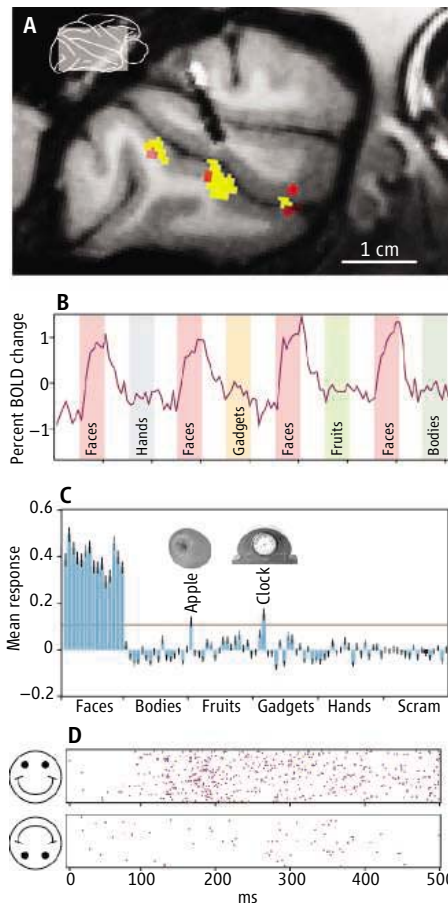 A
1 cm
B
Percent BOLD change
1
0
−1
Faces
Hands
Faces
Gadgets
Faces
Fruits
Faces
Bodies
C
Mean response
0.6
0.4
0.2
0
−0.2
Apple
Clock
Faces Bodies Fruits Gadgets Hands Scram
D
0 100 200 300 400 500
ms